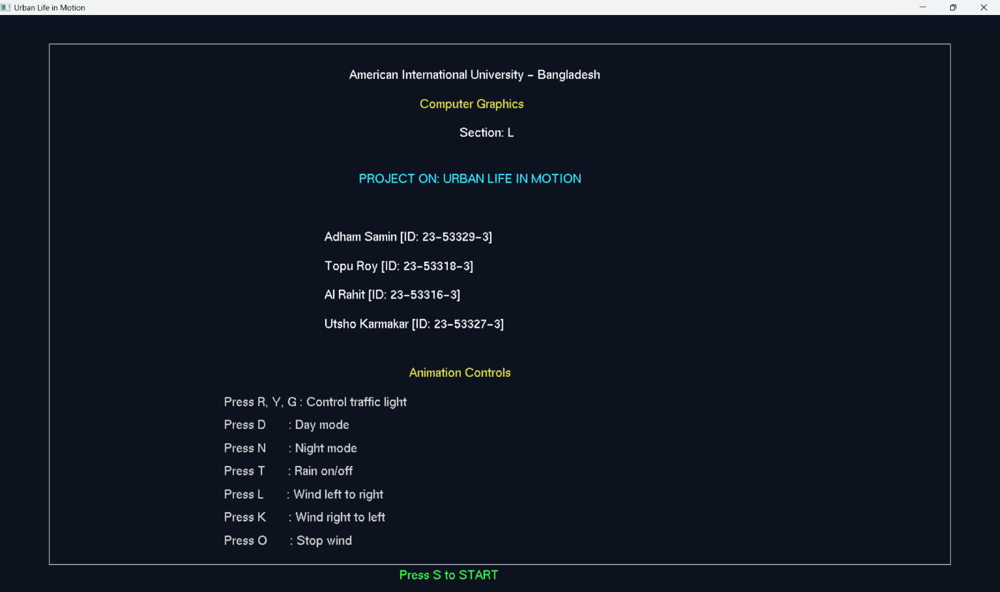 Urban Life in Motion
American International University - Bangladesh
Computer Graphics
Section: L
PROJECT ON: URBAN LIFE IN MOTION
Adham Samin [ID: 23-53329-3]
Topu Roy [ID: 23-53318-3]
Al Rahit [ID: 23-53316-3]
Utsho Karmakar [ID: 23-53327-3]
Animation Controls
Press R, Y, G : Control traffic light
Press D : Day mode
Press N : Night mode
Press T : Rain on/off
Press L : Wind left to right
Press K : Wind right to left
Press O : Stop wind
Press S to START